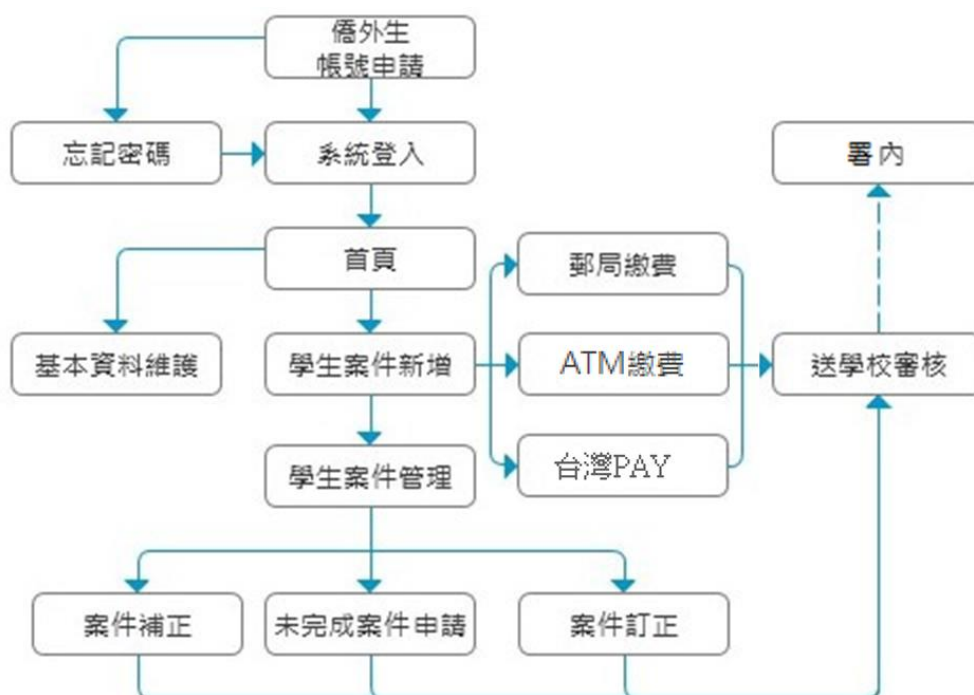 僑外生
帳號申請
忘記密碼
系統登入
署內
首頁
郵局繳費
基本資料維護
學生案件新增
ATM繳費
送學校審核
學生案件管理
台灣PAY
案件補正
未完成案件申請
案件訂正